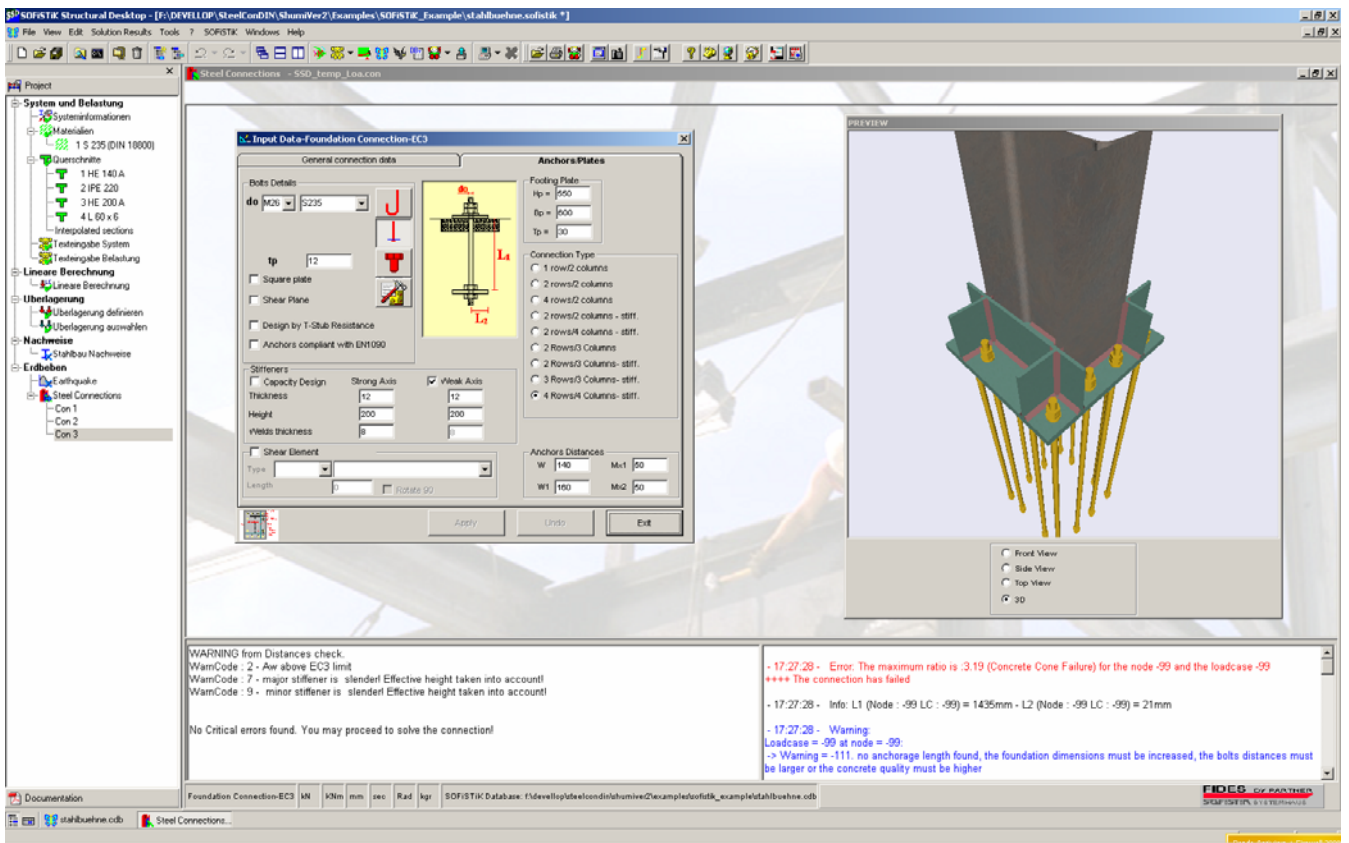 SOFiSTiK Structural Desktop - [F:\DEVELLOP\SteelConDIN\ShumiVer2\Examples\SOFiSTiK_Example\stahlbuehne.sofistik *]
File View Edit Solution Results Tools ? SOFiSTiK Windows Help
Steel Connections - SSD_temp_Loa.con
Project
System und Belastung
Systeminformationen
Materialien
1 S 235 (DIN 18800)
Querschnitte
1 HE 140 A
2 IPE 220
3 HE 200 A
4 L 60 x 6
Interpolated sections
Texteingabe System
Texteingabe Belastung
Lineare Berechnung
Lineare Berechnung
Überlagerung
Überlagerung definieren
Überlagerung auswahlen
Nachweise
Stahlbau Nachweise
Erdbeben
Earthquake
Steel Connections
Con 1
Con 2
Con 3
Documentation
Input Data-Foundation Connection-EC3
General connection data
Anchors/Plates
Bolts Details
do M26 S235
tp 12
Square plate
Shear Plane
Design by T-Stub Resistance
Anchors compliant with EN1090
do
L1
L2
Footing Plate
Hp = 550
Bp = 600
Tp = 30
Connection Type
1 row/2 columns
2 rows/2 columns
4 rows/2 columns
2 rows/2 columns - stiff.
2 rows/4 columns - stiff.
2 Rows/3 Columns
2 Rows/3 Columns- stiff.
3 Rows/3 Columns- stiff.
4 Rows/4 Columns- stiff.
Stiffeners
Capacity Design Strong Axis Weak Axis
Thickness 12 12
Height 200 200
Welds thickness 8 0
Shear Element
Type
Length 0 Rotate 90
Anchors Distances
W 140 Mx1 50
W1 160 Mx2 50
Apply Undo Exit
PREVIEW
Front View
Side View
Top View
3D
WARNING from Distances check.
WarnCode : 2 - Aw above EC3 limit
WarnCode : 7 - major stiffener is slender! Effective height taken into account!
WarnCode : 9 - minor stiffener is slender! Effective height taken into account!
No Critical errors found. You may proceed to solve the connection!
- 17:27:28 - Error: The maximum ratio is :3.19 (Concrete Cone Failure) for the node -99 and the loadcase -99
++++ The connection has failed
- 17:27:28 - Info: L1 (Node : -99 LC : -99) = 1435mm - L2 (Node : -99 LC : -99) = 21mm
- 17:27:28 - Warning:
Loadcase = -99 at node = -99:
-> Warning = -111. no anchorage length found, the foundation dimensions must be increased, the bolts distances must
be larger or the concrete quality must be higher
Foundation Connection-EC3 kN kNm mm sec Rad kgr SOFiSTiK Database: f:\devellop\steelcondin\shumiver2\examples\sofistik_example\stahlbuehne.cdb
FIDES DV PARTNER
stahlbuehne.cdb Steel Connections...